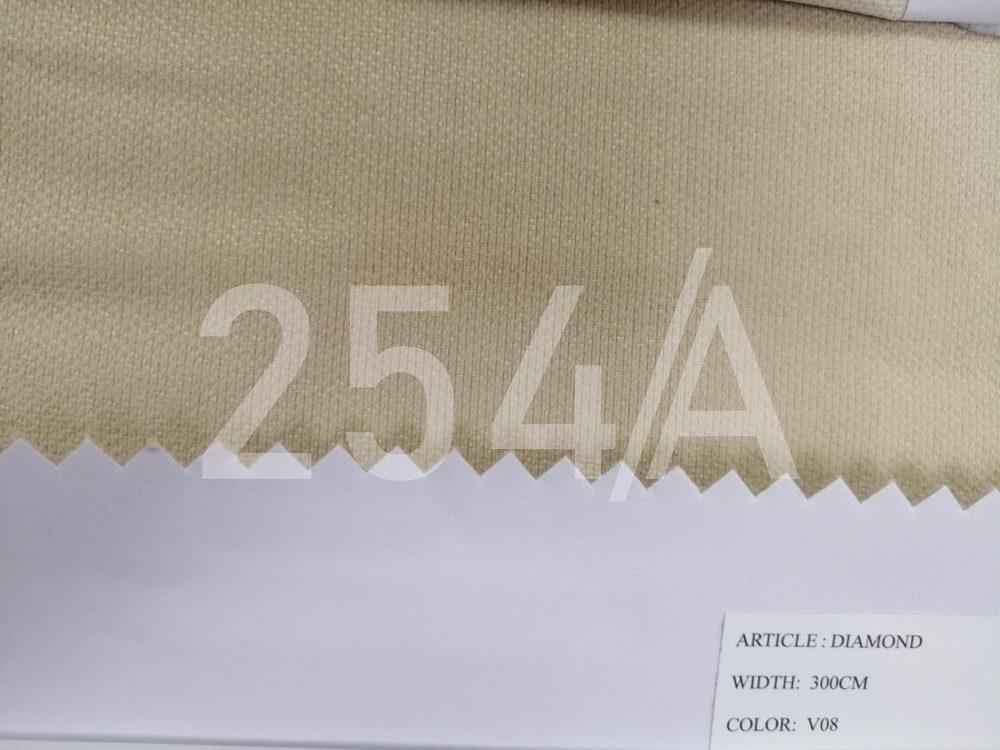 254/A
ARTICLE : DIAMOND
WIDTH: 300CM
COLOR: V08